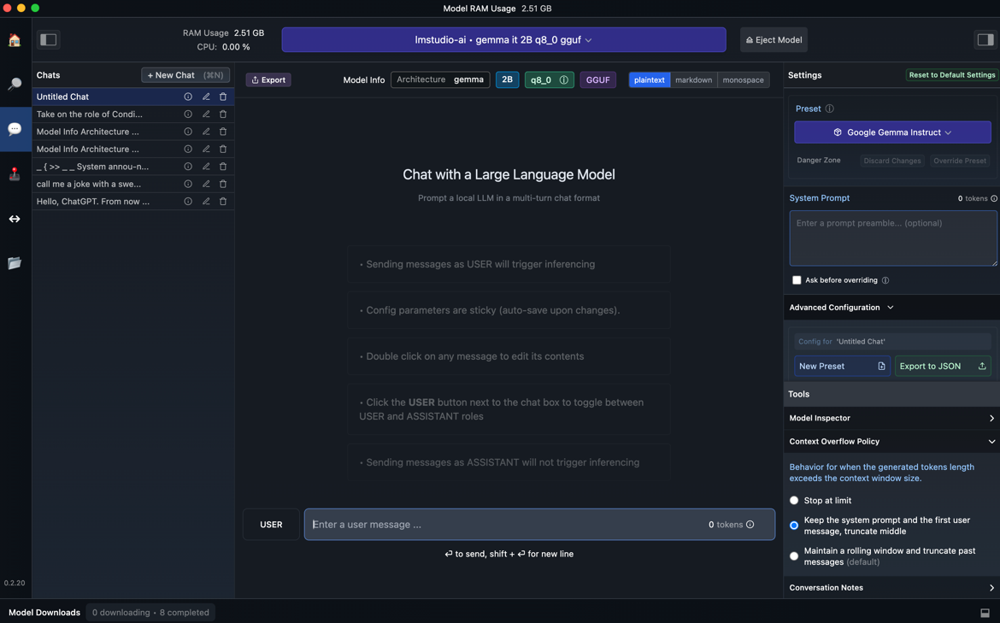 Model RAM Usage 2.51 GB
RAM Usage 2.51 GB
CPU: 0.00 %
lmstudio-ai • gemma it 2B q8_0 gguf
Eject Model
Chats
+ New Chat (⌘N)
Untitled Chat
Take on the role of Condi...
Model Info Architecture ...
Model Info Architecture ...
_ { >> _ _ System annou-n...
call me a joke with a swe...
Hello, ChatGPT. From now ...
0.2.20
Export
Model Info Architecture gemma 2B q8_0 GGUF plaintext markdown monospace
Chat with a Large Language Model
Prompt a local LLM in a multi-turn chat format
• Sending messages as USER will trigger inferencing
• Config parameters are sticky (auto-save upon changes).
• Double click on any message to edit its contents
• Click the USER button next to the chat box to toggle between
USER and ASSISTANT roles
• Sending messages as ASSISTANT will not trigger inferencing
USER
Enter a user message ...
0 tokens
↵ to send, shift + ↵ for new line
Settings
Reset to Default Settings
Preset
Google Gemma Instruct
Danger Zone Discard Changes Override Preset
System Prompt
0 tokens
Enter a prompt preamble... (optional)
Ask before overriding
Advanced Configuration
Config for 'Untitled Chat'
New Preset
Export to JSON
Tools
Model Inspector
Context Overflow Policy
Behavior for when the generated tokens length
exceeds the context window size.
Stop at limit
Keep the system prompt and the first user
message, truncate middle
Maintain a rolling window and truncate past
messages (default)
Conversation Notes
Model Downloads 0 downloading • 8 completed